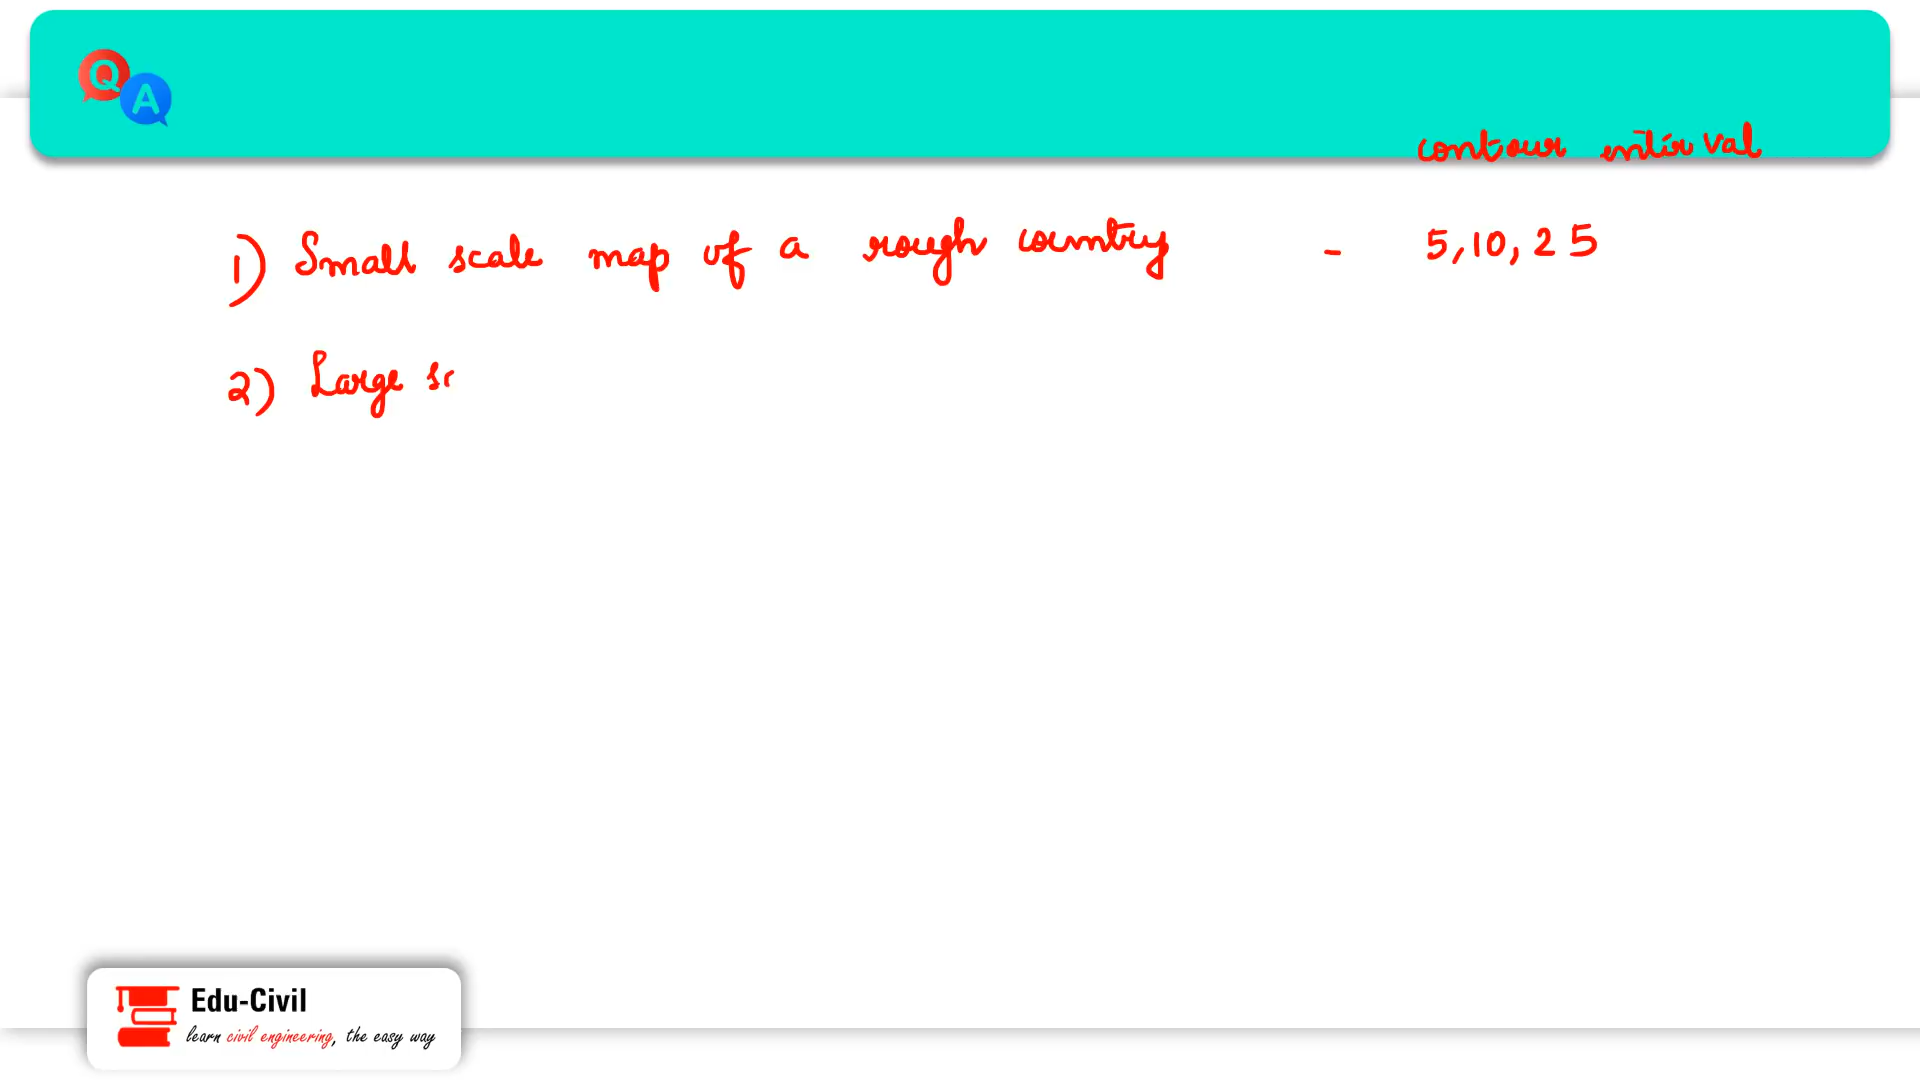 Q
A
contour interval
1) Small scale map of a rough country - 5,10,25
2) Large sc
Edu-Civil
learn civil engineering, the easy way